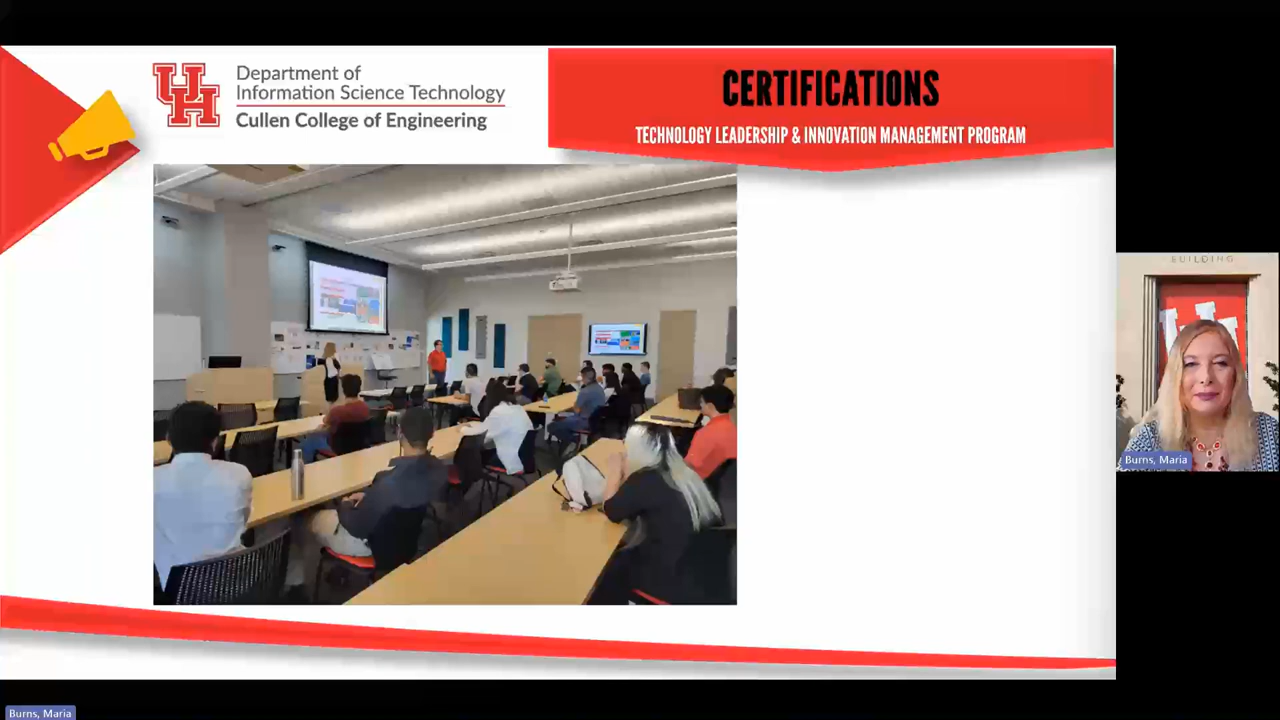 Department of
Information Science Technology
Cullen College of Engineering
CERTIFICATIONS
TECHNOLOGY LEADERSHIP & INNOVATION MANAGEMENT PROGRAM
UH
BUILDING
Burns, Maria
Burns, Maria